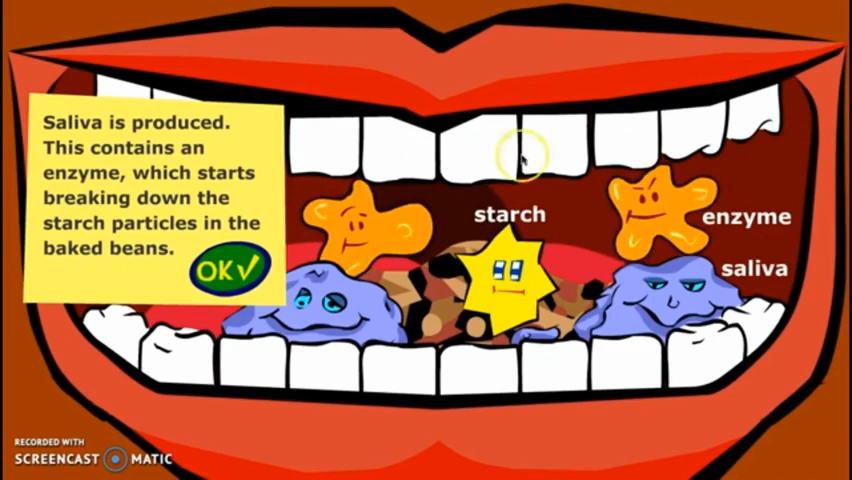 Saliva is produced.
This contains an
enzyme, which starts
breaking down the
starch particles in the
baked beans.
OK
starch
enzyme
saliva
RECORDED WITH
SCREENCAST MATIC